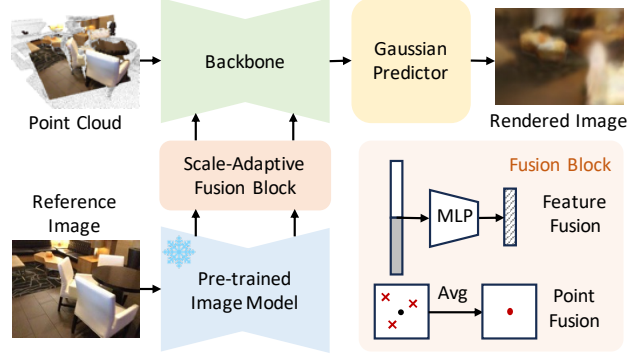 Point Cloud
Backbone
Gaussian
Predictor
Rendered Image
Scale-Adaptive
Fusion Block
Reference
Image
Pre-trained
Image Model
Fusion Block
MLP
Feature
Fusion
Avg
Point
Fusion